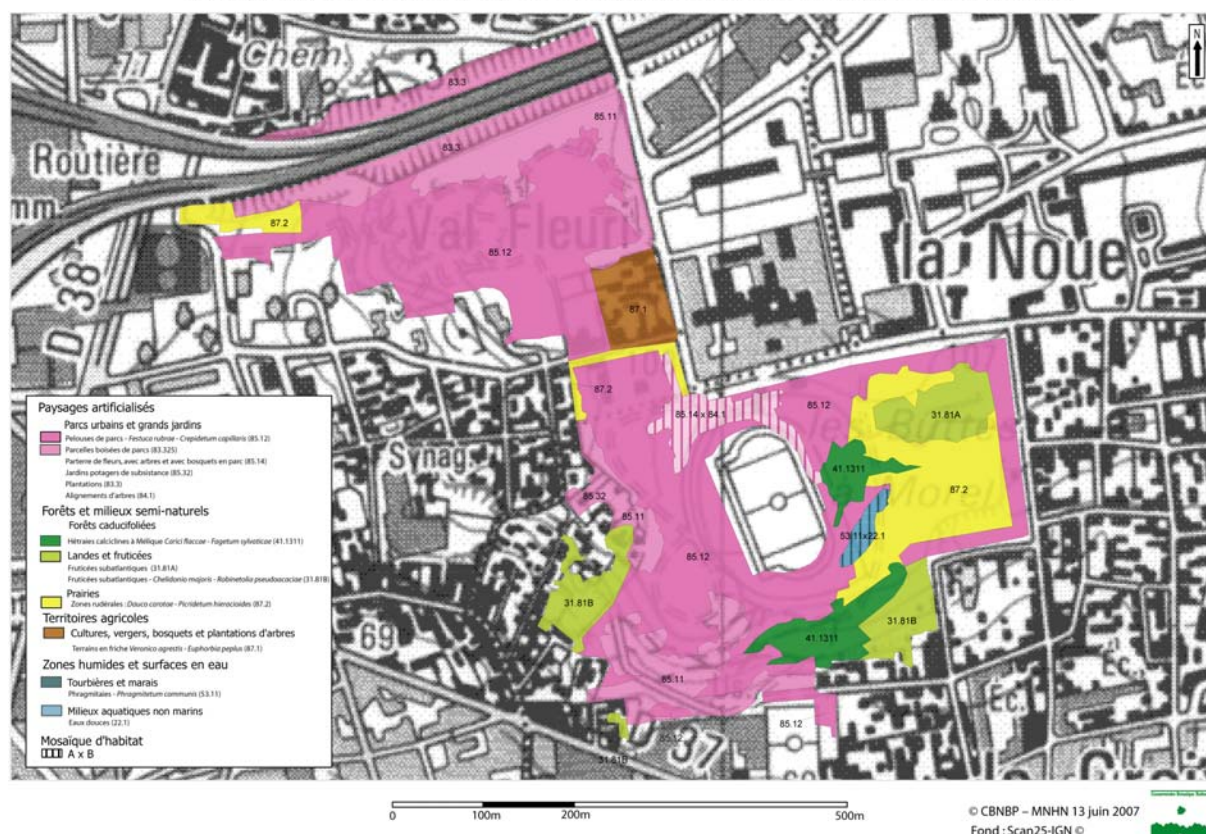 Chem.
N
83.3
Routière
85.11
83.3
mm.
87.2
Val Fleuri
la Noue
85.12
D 38
87.1
87.2
85.14 x 84.1
85.12
31.81A
Synag.
41.1311
87.2
85.32
85.11
53.11x22.1
85.12
31.81B
69
31.81B
41.1311
85.11
Éc.
Éc.
85.12
85.12
D 37
31.81B
Paysages artificialisés
Parcs urbains et grands jardins
Pelouses de parcs - Festuca rubrae - Crepidetum capillaris (85.12)
Parcelles boisées de parcs (83.325)
Parterre de fleurs, avec arbres et avec bosquets en parc (85.14)
Jardins potagers de subsistance (85.32)
Plantations (83.3)
Alignements d'arbres (84.1)
Forêts et milieux semi-naturels
Forêts caducifoliées
Hêtraies calciclines à Mélique Carici flaccae - Fagetum sylvaticae (41.1311)
Landes et fruticées
Fruticées subatlantiques (31.81A)
Fruticées subatlantiques - Chelidonio majoris - Robinetolia pseudoacaciae (31.81B)
Prairies
Zones rudérales : Dauco carotae - Picridetum hieracioides (87.2)
Territoires agricoles
Cultures, vergers, bosquets et plantations d'arbres
Terrains en friche Veronico agrestis - Euphorbia peplus (87.1)
Zones humides et surfaces en eau
Tourbières et marais
Phragmitaies - Phragmitetum communis (53.11)
Milieux aquatiques non marins
Eaux douces (22.1)
Mosaïque d'habitat
A x B
0 100m 200m 500m
© CBNBP – MNHN 13 juin 2007
Fond : Scan25-IGN ©